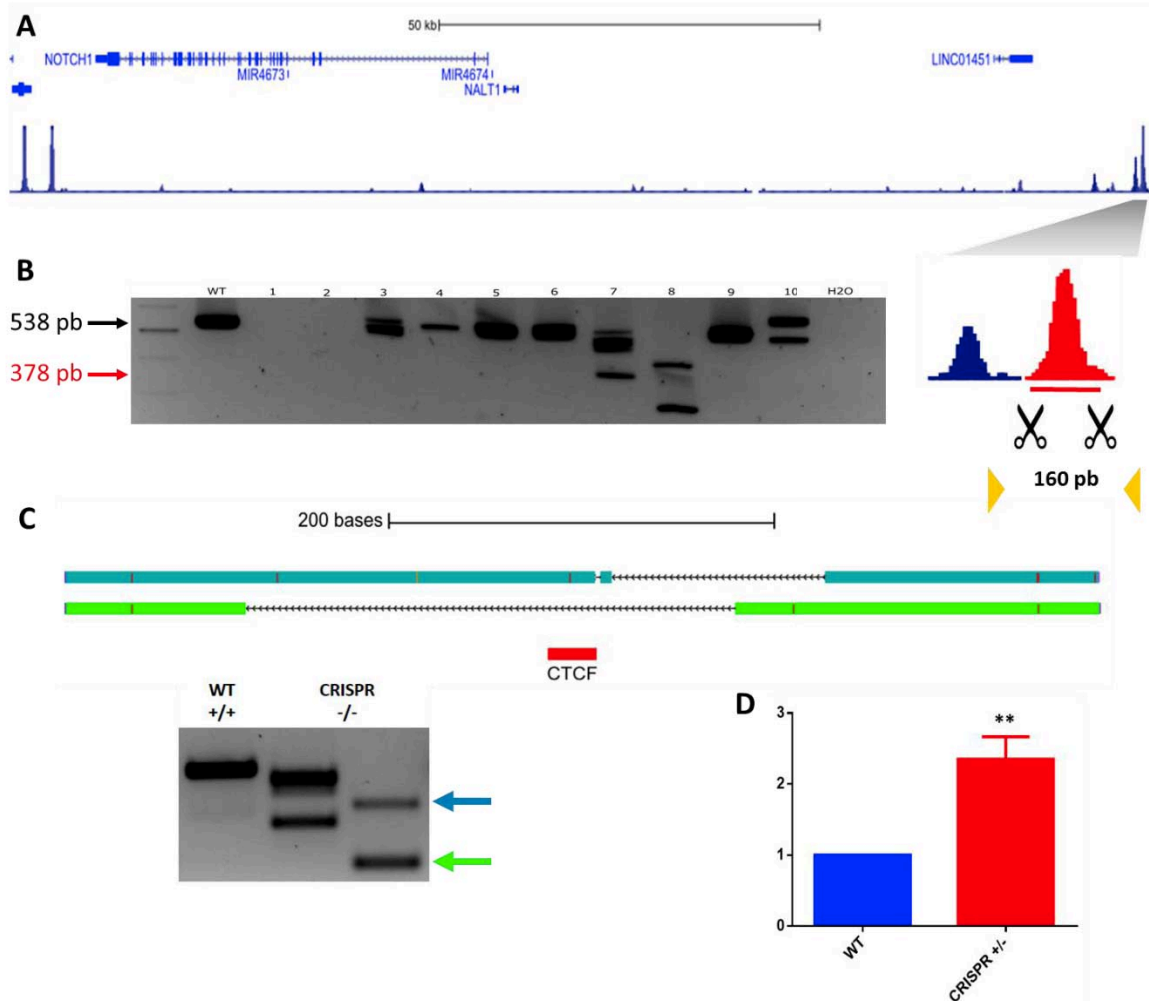 A
50 kb
NOTCH1
MIR4673
MIR4674
NALT1
LINC01451
B
WT 1 2 3 4 5 6 7 8 9 10 H2O
538 pb
378 pb
160 pb
C
200 bases
CTCF
WT CRISPR
+/+ -/-
D
**
3
2
1
0
WT
CRISPR +/-